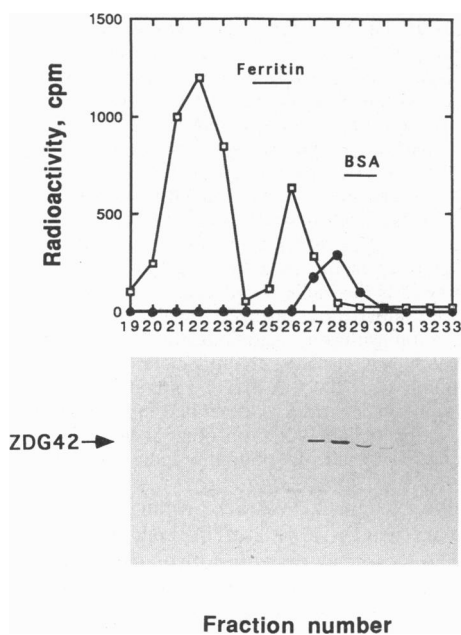 1500
Ferritin
1000
BSA
500
0
Radioactivity, cpm
19 20 21 22 23 24 25 26 27 28 29 30 31 32 33
ZDG42
Fraction number